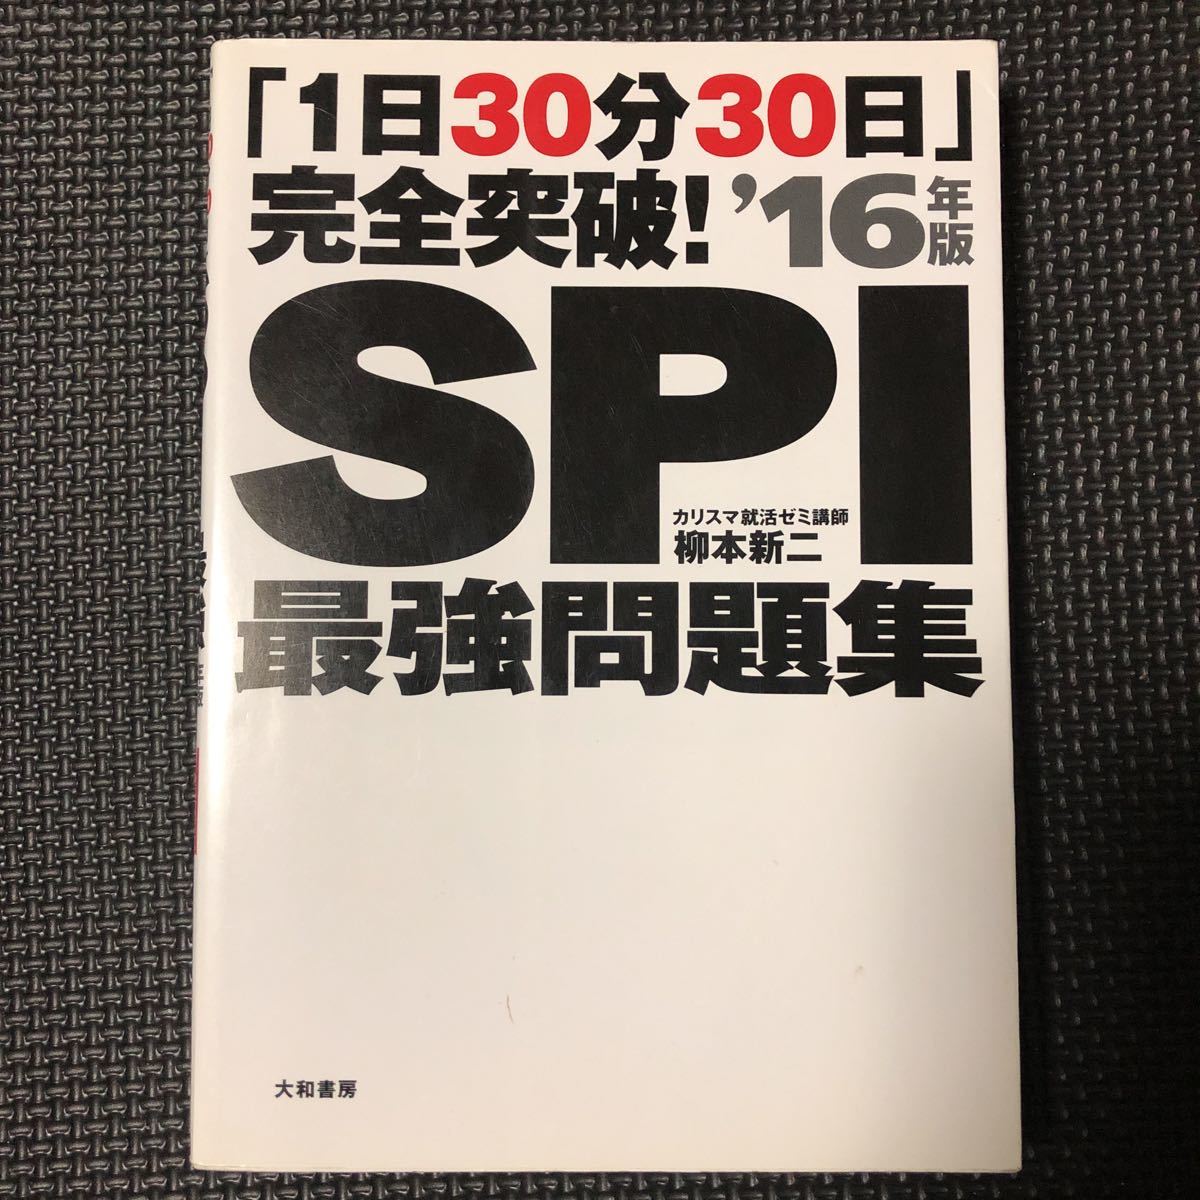 「1日30分30日」
完全突破! '16年版
SPI
カリスマ就活ゼミ講師
柳本新二
最強問題集
大和書房